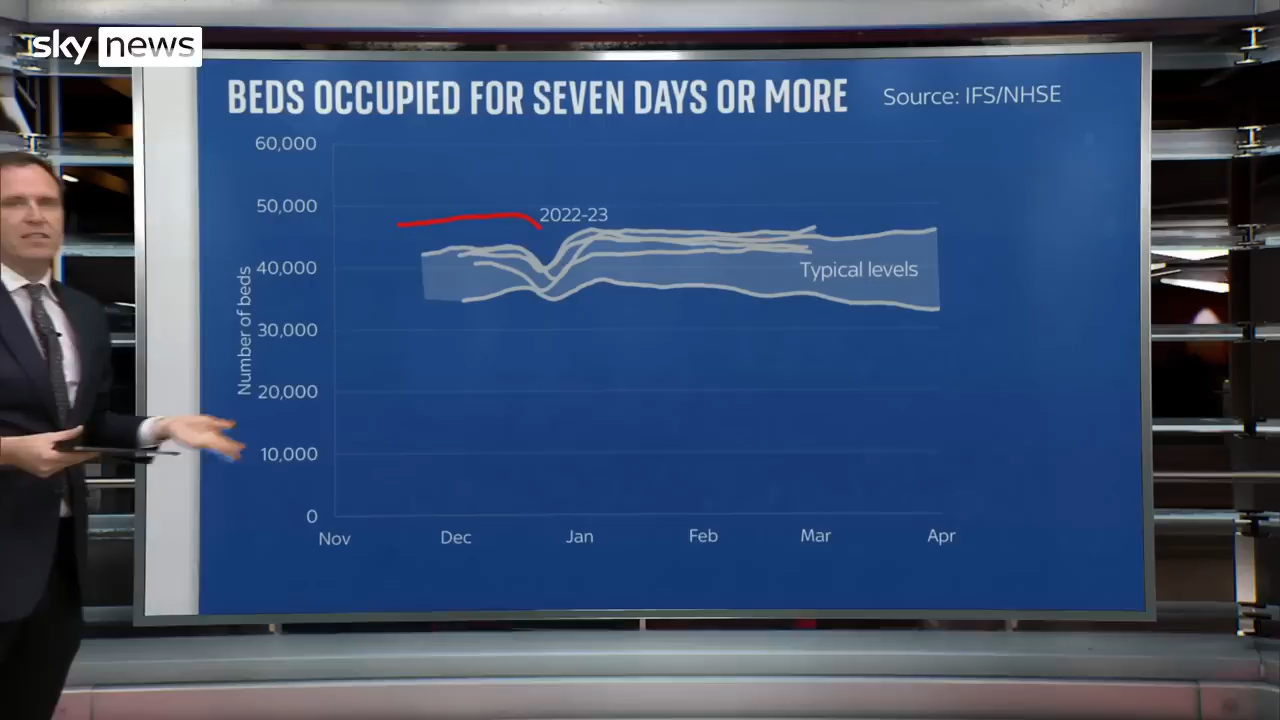 sky news
BEDS OCCUPIED FOR SEVEN DAYS OR MORE
Source: IFS/NHSE
60,000
50,000
40,000
30,000
20,000
10,000
0
Number of beds
2022-23
Typical levels
Nov
Dec
Jan
Feb
Mar
Apr